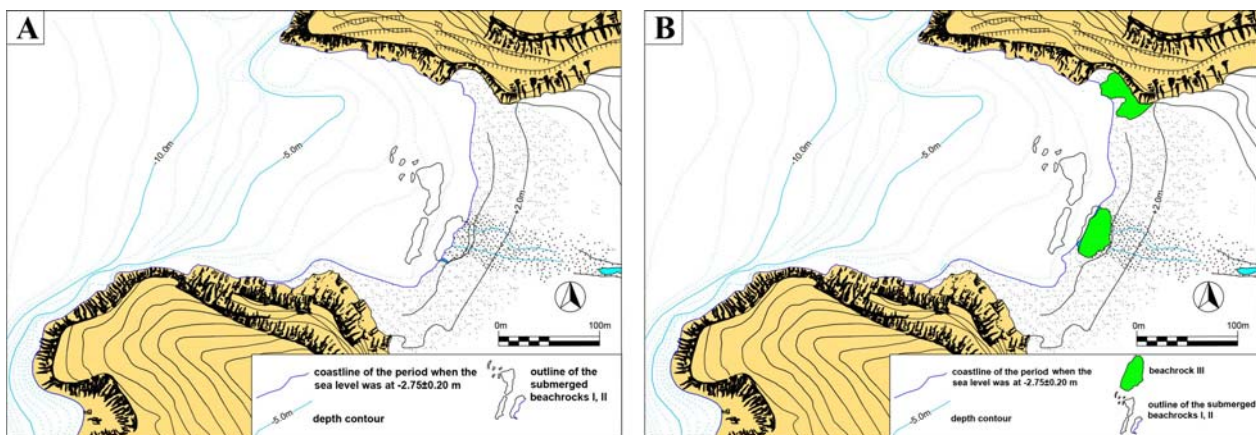 A
-10.0m
-5.0m
+2.0m
0m 100m
coastline of the period when the
sea level was at -2.75±0.20 m
-5.0m
depth contour
outline of the
submerged
beachrocks I, II
B
-10.0m
-5.0m
+2.0m
0m 100m
coastline of the period when the
sea level was at -2.75±0.20 m
-5.0m
depth contour
beachrock III
outline of the submerged
beachrocks I, II